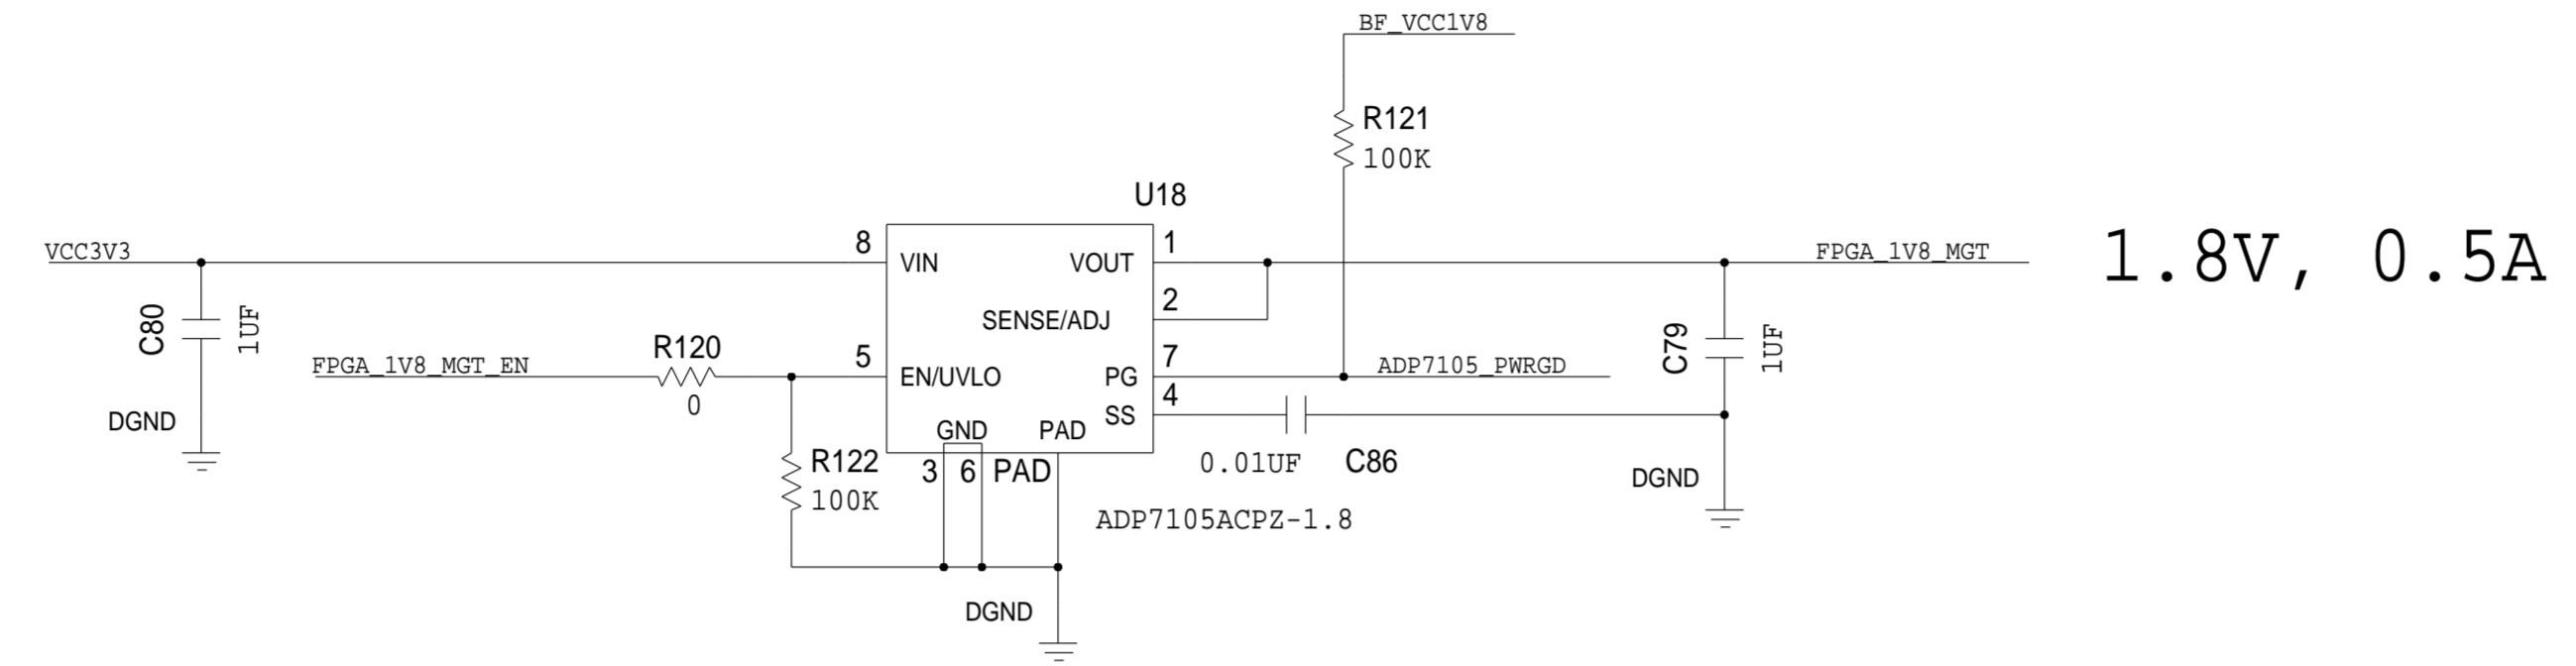 BF_VCC1V8
R121
100K
U18
VCC3V3
8
VIN
VOUT
1
FPGA_1V8_MGT
1.8V, 0.5A
2
SENSE/ADJ
C80
1UF
FPGA_1V8_MGT_EN
R120
0
5
EN/UVLO
PG
7
ADP7105_PWRGD
C79
1UF
4
SS
DGND
GND
PAD
R122
100K
3
6
PAD
0.01UF
C86
DGND
ADP7105ACPZ-1.8
DGND